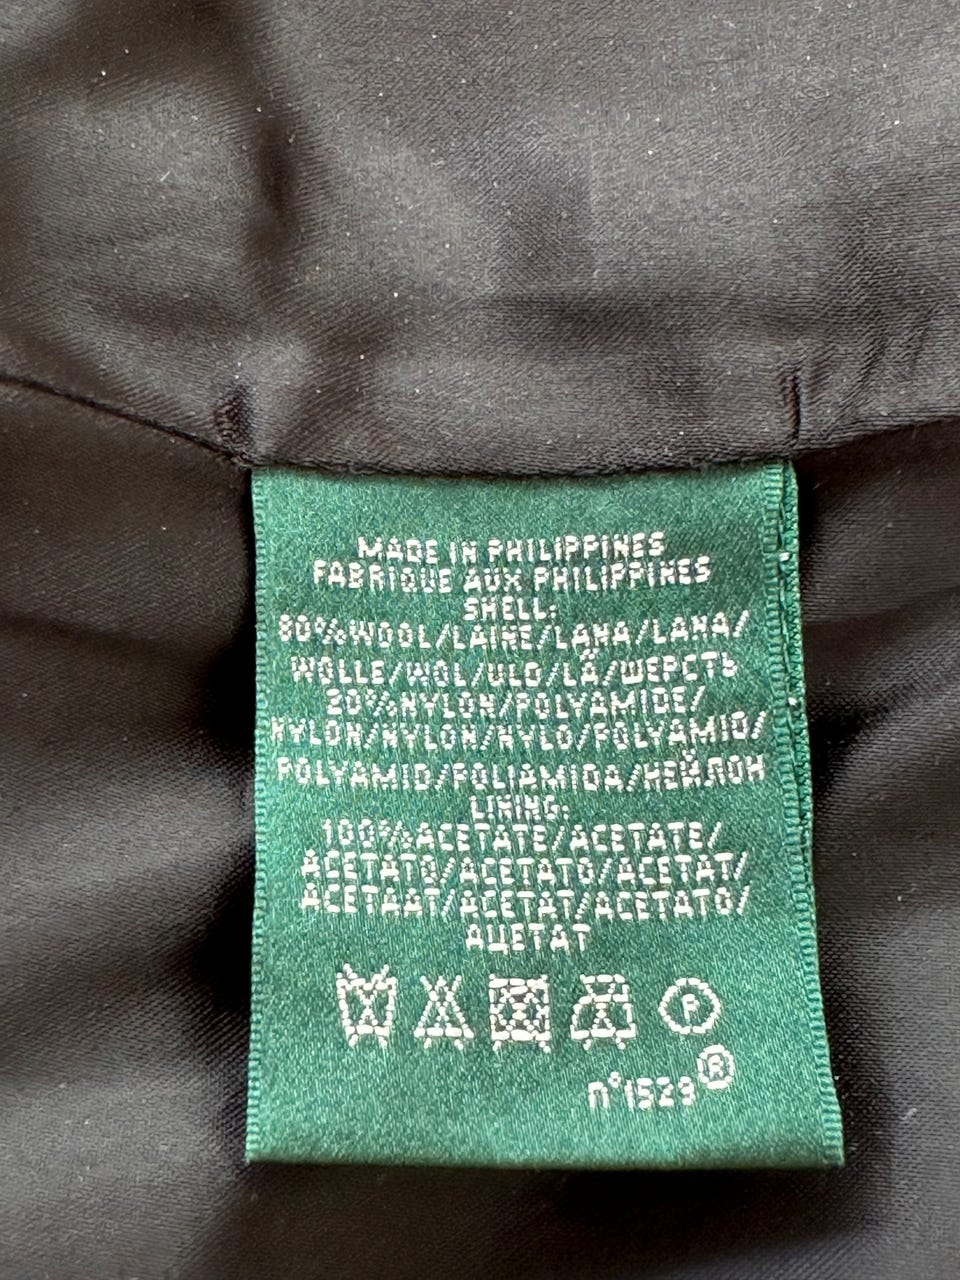 MADE IN PHILIPPINES
FABRIQUE AUX PHILIPPINES
SHELL:
80%WOOL/LAINE/LANA/LANA/
WOLLE/WOL/ULD/LÃ/ШЕРСТЬ
20%NYLON/POLYAMIDE/
NYLON/NYLON/NYLO/POLYAMID/
POLYAMID/POLIAMIDA/НЕЙЛОН
LINING:
100%ACETATE/ACETATE/
ACETATO/ACETATO/ACETAT/
ACETAAT/ACETAT/ACETATO/
АЦЕТАТ
P
n°1529®